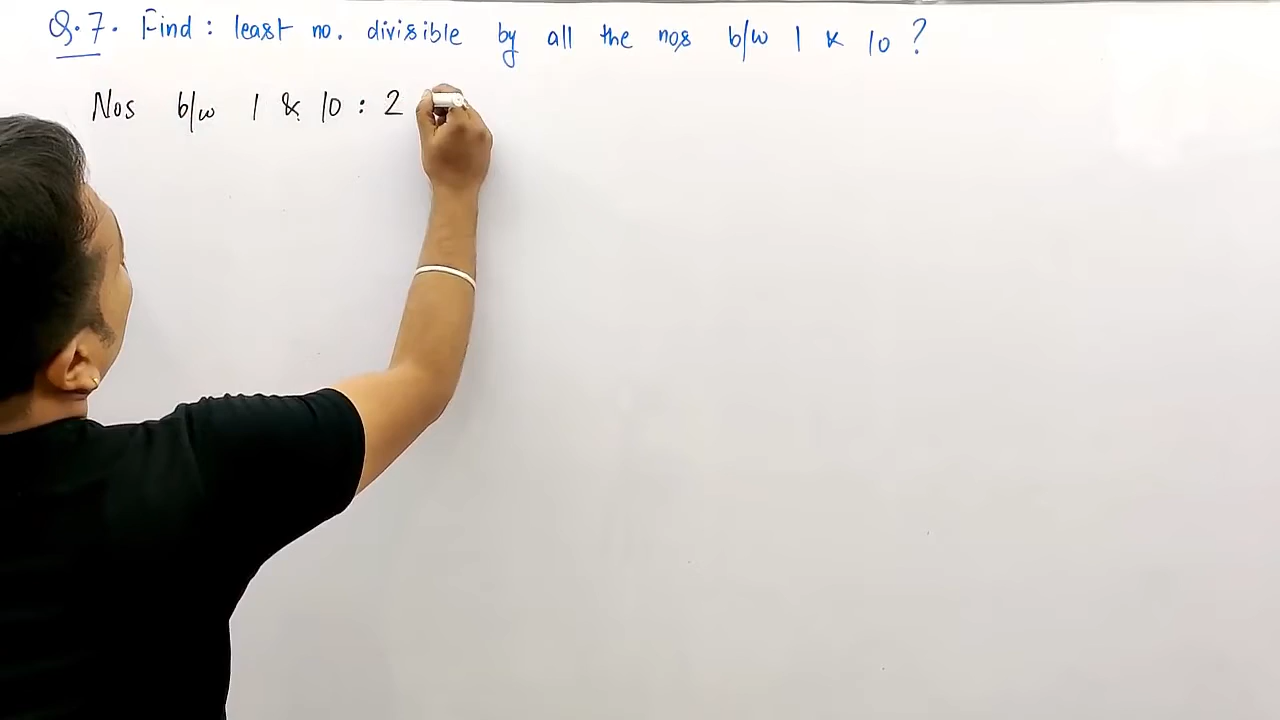 Q.7. Find : least no. divisible by all the nos b/w 1 & 10 ?
Nos b/w 1 & 10 : 2